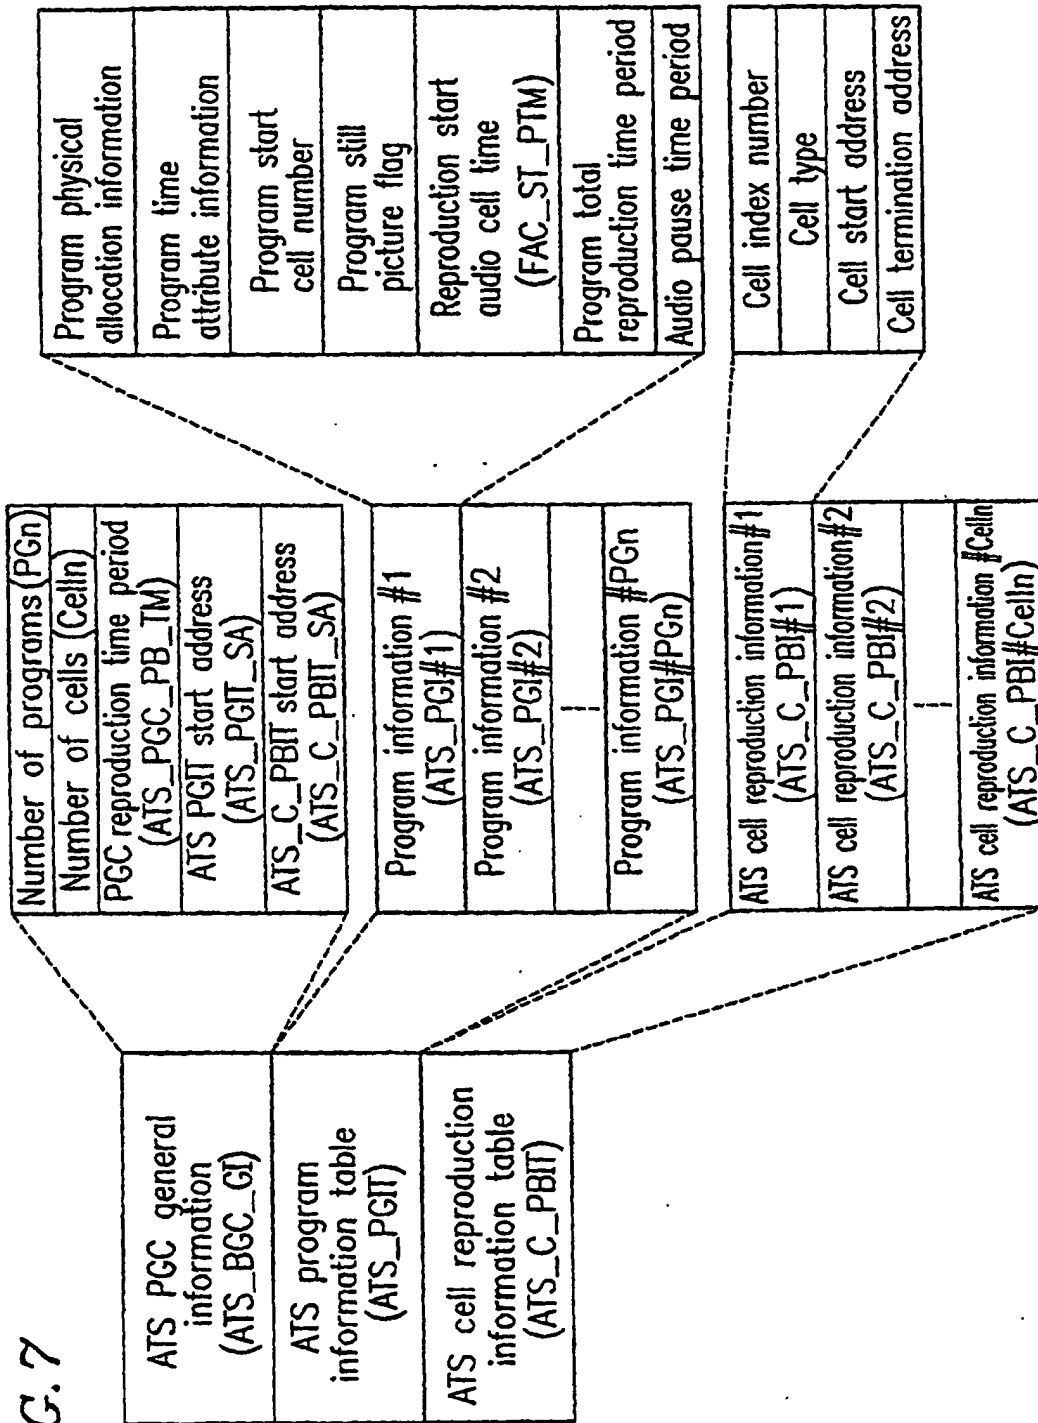 G. 7
ATS PGC general
information
(ATS_BGC_GI)
ATS program
information table
(ATS_PGIT)
ATS cell reproduction
information table
(ATS_C_PBIT)
Number of programs(PGn)
Number of cells(Celln)
PGC reproduction time period
(ATS_PGC_PB_TM)
ATS PGIT start address
(ATS_PGIT_SA)
ATS_C_PBIT start address
(ATS_C_PBIT_SA)
Program information #1
(ATS_PGI#1)
Program information #2
(ATS_PGI#2)
Program information #PGn
(ATS_PGI#PGn)
ATS cell reproduction information#1
(ATS_C_PBI#1)
ATS cell reproduction information#2
(ATS_C_PBI#2)
ATS cell reproduction information #Celln
(ATS_C_PBI#Celln)
Program physical
allocation information
Program time
attribute information
Program start
cell number
Program still
picture flag
Reproduction start
audio cell time
(FAC_ST_PTM)
Program total
reproduction time period
Audio pause time period
Cell index number
Cell type
Cell start address
Cell termination address